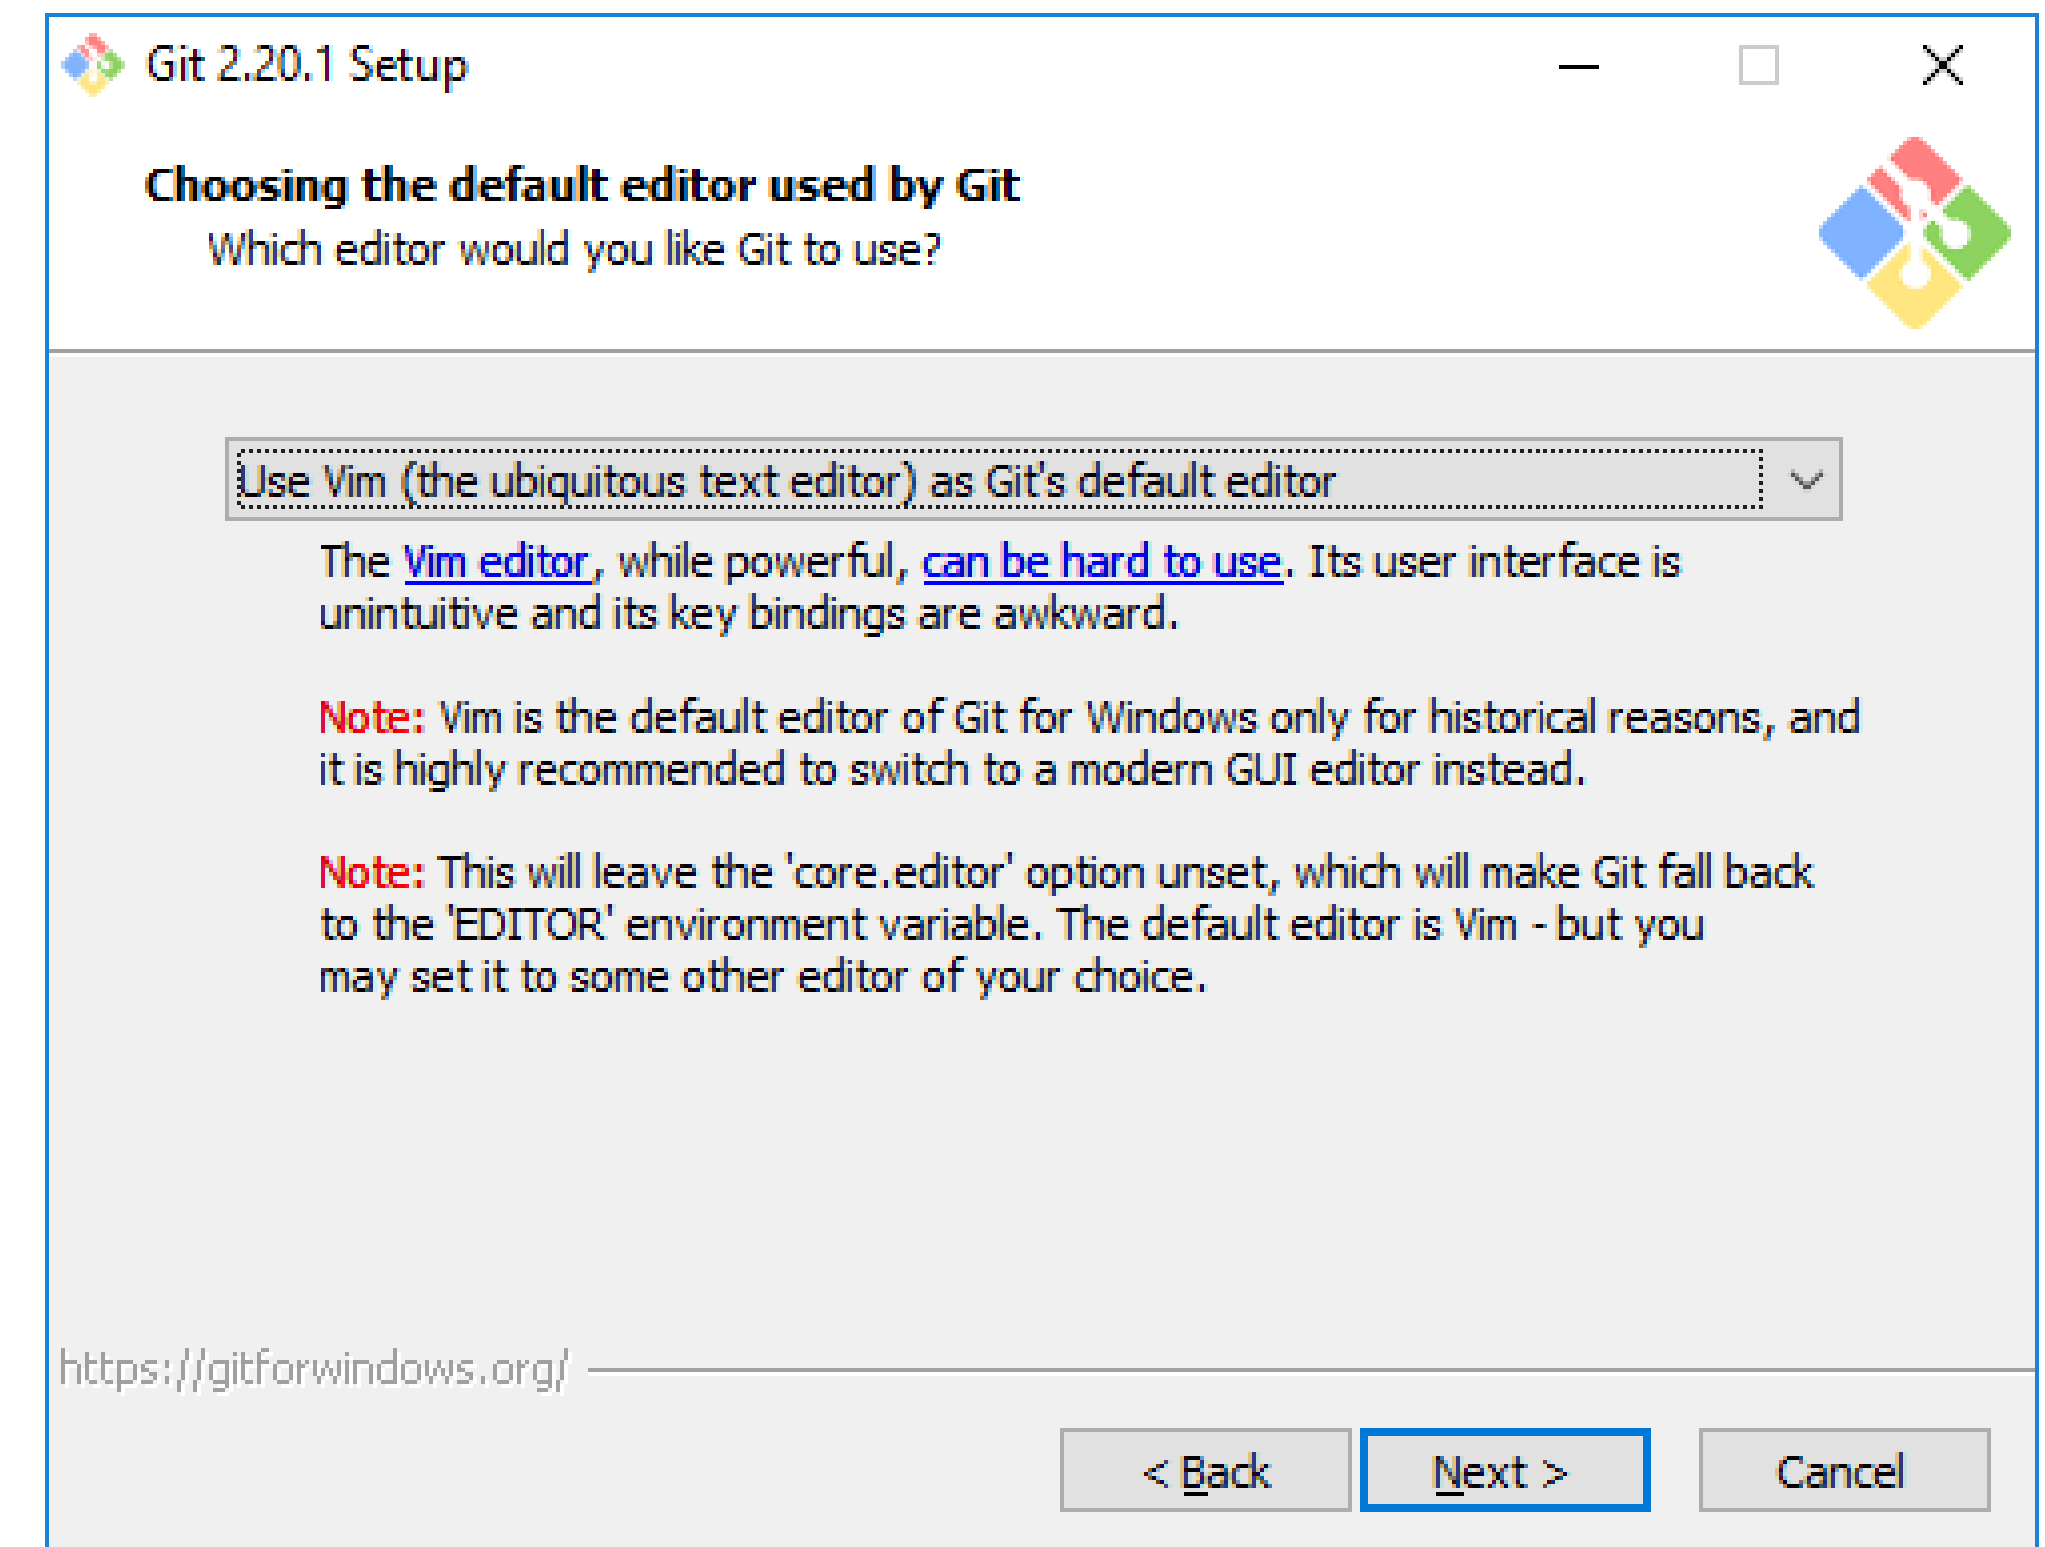 Git 2.20.1 Setup
Choosing the default editor used by Git
Which editor would you like Git to use?
Use Vim (the ubiquitous text editor) as Git's default editor
The Vim editor, while powerful, can be hard to use. Its user interface is
unintuitive and its key bindings are awkward.
Note: Vim is the default editor of Git for Windows only for historical reasons, and
it is highly recommended to switch to a modern GUI editor instead.
Note: This will leave the 'core.editor' option unset, which will make Git fall back
to the 'EDITOR' environment variable. The default editor is Vim - but you
may set it to some other editor of your choice.
https://gitforwindows.org/
< Back
Next >
Cancel